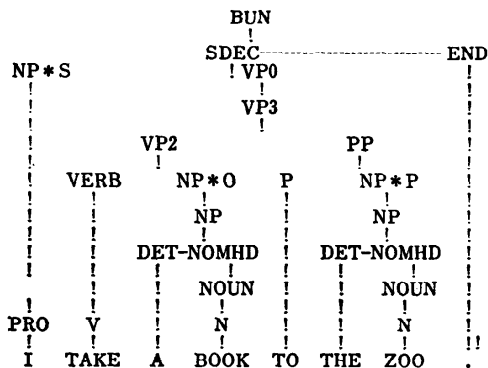 BUN
SDEC END
NP*S VP0
VP3
VP2 PP
VERB NP*O P NP*P
NP NP
DET-NOMHD DET-NOMHD
NOUN NOUN
PRO V N N
I TAKE A BOOK TO THE ZOO .